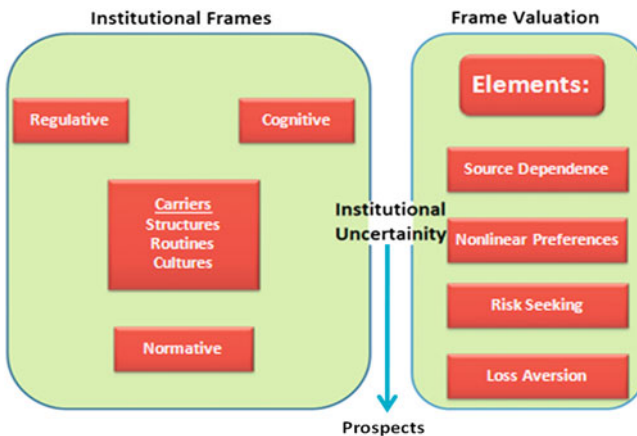 Institutional Frames
Regulative
Cognitive
Carriers
Structures
Routines
Cultures
Normative
Institutional
Uncertainity
Prospects
Frame Valuation
Elements:
Source Dependence
Nonlinear Preferences
Risk Seeking
Loss Aversion